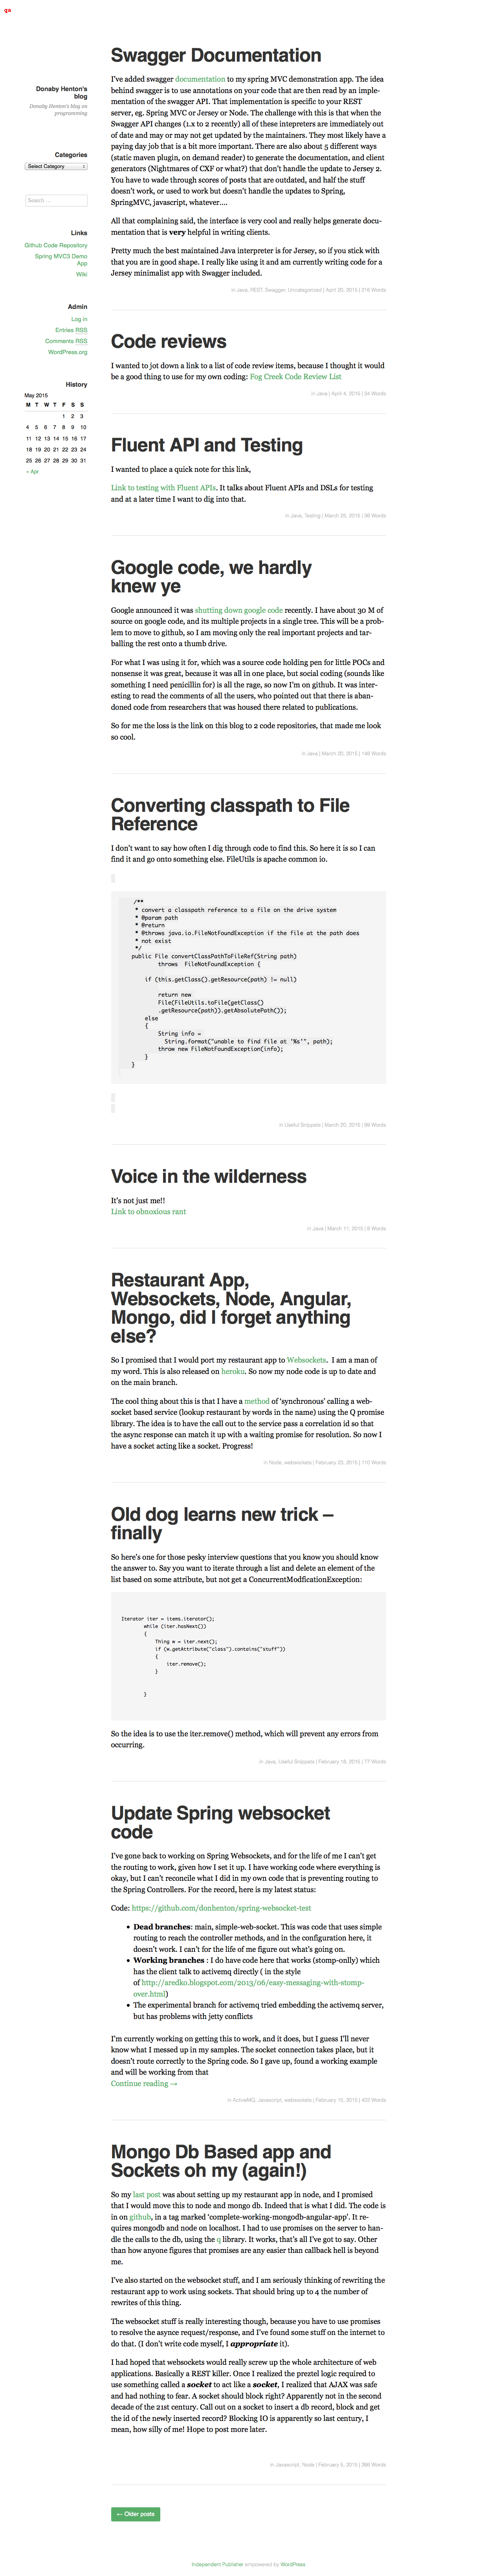 qa
Donaby Henton's
blog
Donaby Henton's blog on
programming
Categories
Select Category
Search …
Links
Github Code Repository
Spring MVC3 Demo
App
Wiki
Admin
Log in
Entries RSS
Comments RSS
WordPress.org
History
May 2015
M T W T F S S
1 2 3
4 5 6 7 8 9 10
11 12 13 14 15 16 17
18 19 20 21 22 23 24
25 26 27 28 29 30 31
« Apr
Swagger Documentation
I've added swagger documentation to my spring MVC demonstration app. The idea
behind swagger is to use annotations on your code that are then read by an imple-
mentation of the swagger API. That implementation is specific to your REST
server, eg. Spring MVC or Jersey or Node. The challenge with this is that when the
Swagger API changes (1.x to 2 recently) all of these intepreters are immediately out
of date and may or may not get updated by the maintainers. They most likely have a
paying day job that is a bit more important. There are also about 5 different ways
(static maven plugin, on demand reader) to generate the documentation, and client
generators (Nightmares of CXF or what?) that don't handle the update to Jersey 2.
You have to wade through scores of posts that are outdated, and half the stuff
doesn't work, or used to work but doesn't handle the updates to Spring,
SpringMVC, javascript, whatever....
All that complaining said, the interface is very cool and really helps generate docu-
mentation that is very helpful in writing clients.
Pretty much the best maintained Java interpreter is for Jersey, so if you stick with
that you are in good shape. I really like using it and am currently writing code for a
Jersey minimalist app with Swagger included.
in Java, REST, Swagger, Uncategorized | April 20, 2015 | 216 Words
Code reviews
I wanted to jot down a link to a list of code review items, because I thought it would
be a good thing to use for my own coding: Fog Creek Code Review List
in Java | April 4, 2015 | 34 Words
Fluent API and Testing
I wanted to place a quick note for this link,
Link to testing with Fluent APIs. It talks about Fluent APIs and DSLs for testing
and at a later time I want to dig into that.
in Java, Testing | March 25, 2015 | 38 Words
Google code, we hardly
knew ye
Google announced it was shutting down google code recently. I have about 30 M of
source on google code, and its multiple projects in a single tree. This will be a prob-
lem to move to github, so I am moving only the real important projects and tar-
balling the rest onto a thumb drive.
For what I was using it for, which was a source code holding pen for little POCs and
nonsense it was great, because it was all in one place, but social coding (sounds like
something I need penicillin for) is all the rage, so now I'm on github. It was inter-
esting to read the comments of all the users, who pointed out that there is aban-
doned code from researchers that was housed there related to publications.
So for me the loss is the link on this blog to 2 code repositories, that made me look
so cool.
in Java | March 20, 2015 | 149 Words
Converting classpath to File
Reference
I don't want to say how often I dig through code to find this. So here it is so I can
find it and go onto something else. FileUtils is apache common io.
/**
* convert a classpath reference to a file on the drive system
* @param path
* @return
* @throws java.io.FileNotFoundException if the file at the path does
* not exist
*/
public File convertClassPathToFileRef(String path)
throws FileNotFoundException {
if (this.getClass().getResource(path) != null)
return new
File(FileUtils.toFile(getClass()
.getResource(path)).getAbsolutePath());
else
{
String info =
String.format("unable to find file at '%s'", path);
throw new FileNotFoundException(info);
}
}
in Useful Snippets | March 20, 2015 | 99 Words
Voice in the wilderness
It's not just me!!
Link to obnoxious rant
in Java | March 11, 2015 | 8 Words
Restaurant App,
Websockets, Node, Angular,
Mongo, did I forget anything
else?
So I promised that I would port my restaurant app to Websockets. I am a man of
my word. This is also released on heroku. So now my node code is up to date and
on the main branch.
The cool thing about this is that I have a method of 'synchronous' calling a web-
socket based service (lookup restaurant by words in the name) using the Q promise
library. The idea is to have the call out to the service pass a correlation id so that
the async response can match it up with a waiting promise for resolution. So now I
have a socket acting like a socket. Progress!
in Node, websockets | February 23, 2015 | 110 Words
Old dog learns new trick –
finally
So here's one for those pesky interview questions that you know you should know
the answer to. Say you want to iterate through a list and delete an element of the
list based on some attribute, but not get a ConcurrentModficationException:
Iterator iter = items.iterator();
while (iter.hasNext())
{
Thing w = iter.next();
if (w.getAttribute("class").contains("stuff"))
{
iter.remove();
}
}
So the idea is to use the iter.remove() method, which will prevent any errors from
occurring.
in Java, Useful Snippets | February 18, 2015 | 77 Words
Update Spring websocket
code
I've gone back to working on Spring Websockets, and for the life of me I can't get
the routing to work, given how I set it up. I have working code where everything is
okay, but I can't reconcile what I did in my own code that is preventing routing to
the Spring Controllers. For the record, here is my latest status:
Code: https://github.com/donhenton/spring-websocket-test
• Dead branches: main, simple-web-socket. This was code that uses simple
routing to reach the controller methods, and in the configuration here, it
doesn't work. I can't for the life of me figure out what's going on.
• Working branches : I do have code here that works (stomp-onlly) which
has the client talk to activemq directly ( in the style
of http://aredko.blogspot.com/2013/06/easy-messaging-with-stomp-
over.html)
• The experimental branch for activemq tried embedding the activemq server,
but has problems with jetty conflicts
I'm currently working on getting this to work, and it does, but I guess I'll never
know what I messed up in my samples. The socket connection takes place, but it
doesn't route correctly to the Spring code. So I gave up, found a working example
and will be working from that
Continue reading →
in ActiveMQ, Javascript, websockets | February 15, 2015 | 422 Words
Mongo Db Based app and
Sockets oh my (again!)
So my last post was about setting up my restaurant app in node, and I promised
that I would move this to node and mongo db. Indeed that is what I did. The code is
in on github, in a tag marked 'complete-working-mongodb-angular-app'. It re-
quires mongodb and node on localhost. I had to use promises on the server to han-
dle the calls to the db, using the q library. It works, that's all I've got to say. Other
than how anyone figures that promises are any easier than callback hell is beyond
me.
I've also started on the websocket stuff, and I am seriously thinking of rewriting the
restaurant app to work using sockets. That should bring up to 4 the number of
rewrites of this thing.
The websocket stuff is really interesting though, because you have to use promises
to resolve the asynce request/response, and I've found some stuff on the internet to
do that. (I don't write code myself, I appropriate it).
I had hoped that websockets would really screw up the whole architecture of web
applications. Basically a REST killer. Once I realized the pretzel logic required to
use something called a socket to act like a socket, I realized that AJAX was safe
and had nothing to fear. A socket should block right? Apparently not in the second
decade of the 21st century. Call out on a socket to insert a db record, block and get
the id of the newly inserted record? Blocking IO is apparently so last century, I
mean, how silly of me! Hope to post more later.
in Javascript, Node | February 5, 2015 | 366 Words
← Older posts
Independent Publisher empowered by WordPress